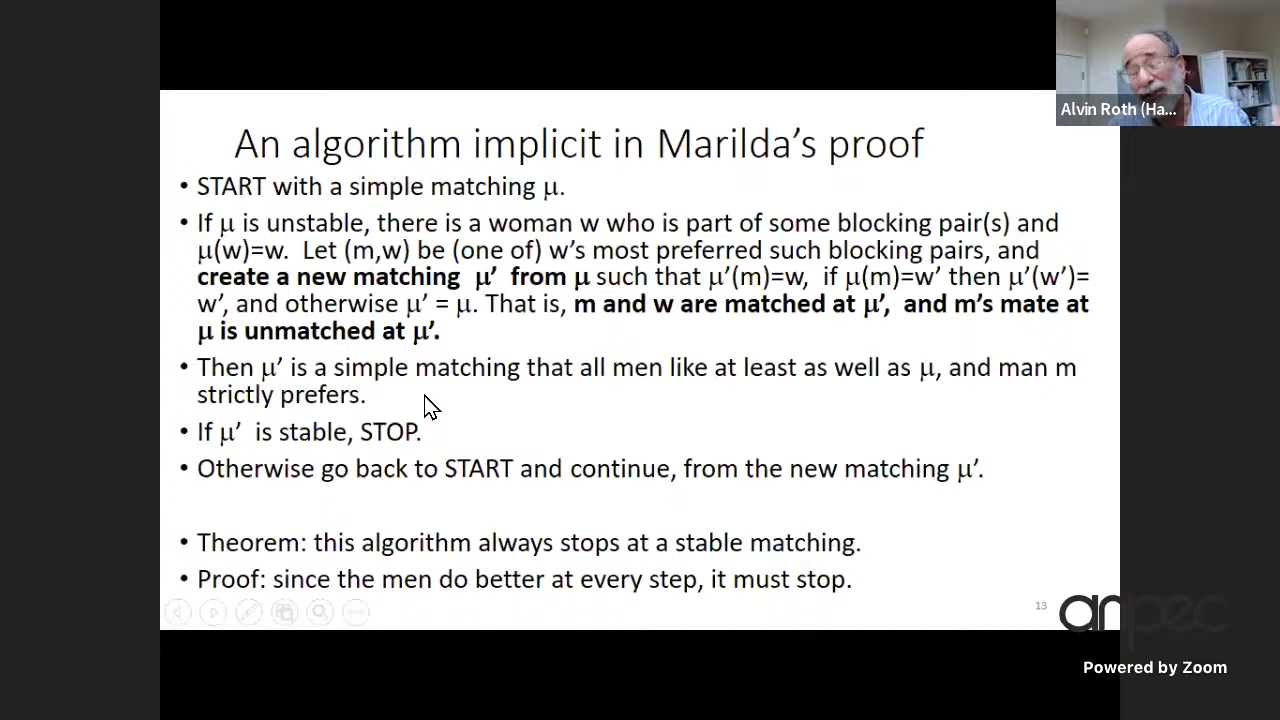 Alvin Roth (Ha...
An algorithm implicit in Marilda’s proof
• START with a simple matching μ.
• If μ is unstable, there is a woman w who is part of some blocking pair(s) and
μ(w)=w. Let (m,w) be (one of) w’s most preferred such blocking pairs, and
create a new matching μ’ from μ such that μ’(m)=w, if μ(m)=w’ then μ’(w’)=
w’, and otherwise μ’ = μ. That is, m and w are matched at μ’, and m’s mate at
μ is unmatched at μ’.
• Then μ’ is a simple matching that all men like at least as well as μ, and man m
strictly prefers.
• If μ’ is stable, STOP.
• Otherwise go back to START and continue, from the new matching μ’.
• Theorem: this algorithm always stops at a stable matching.
• Proof: since the men do better at every step, it must stop.
13
anpec
Powered by Zoom